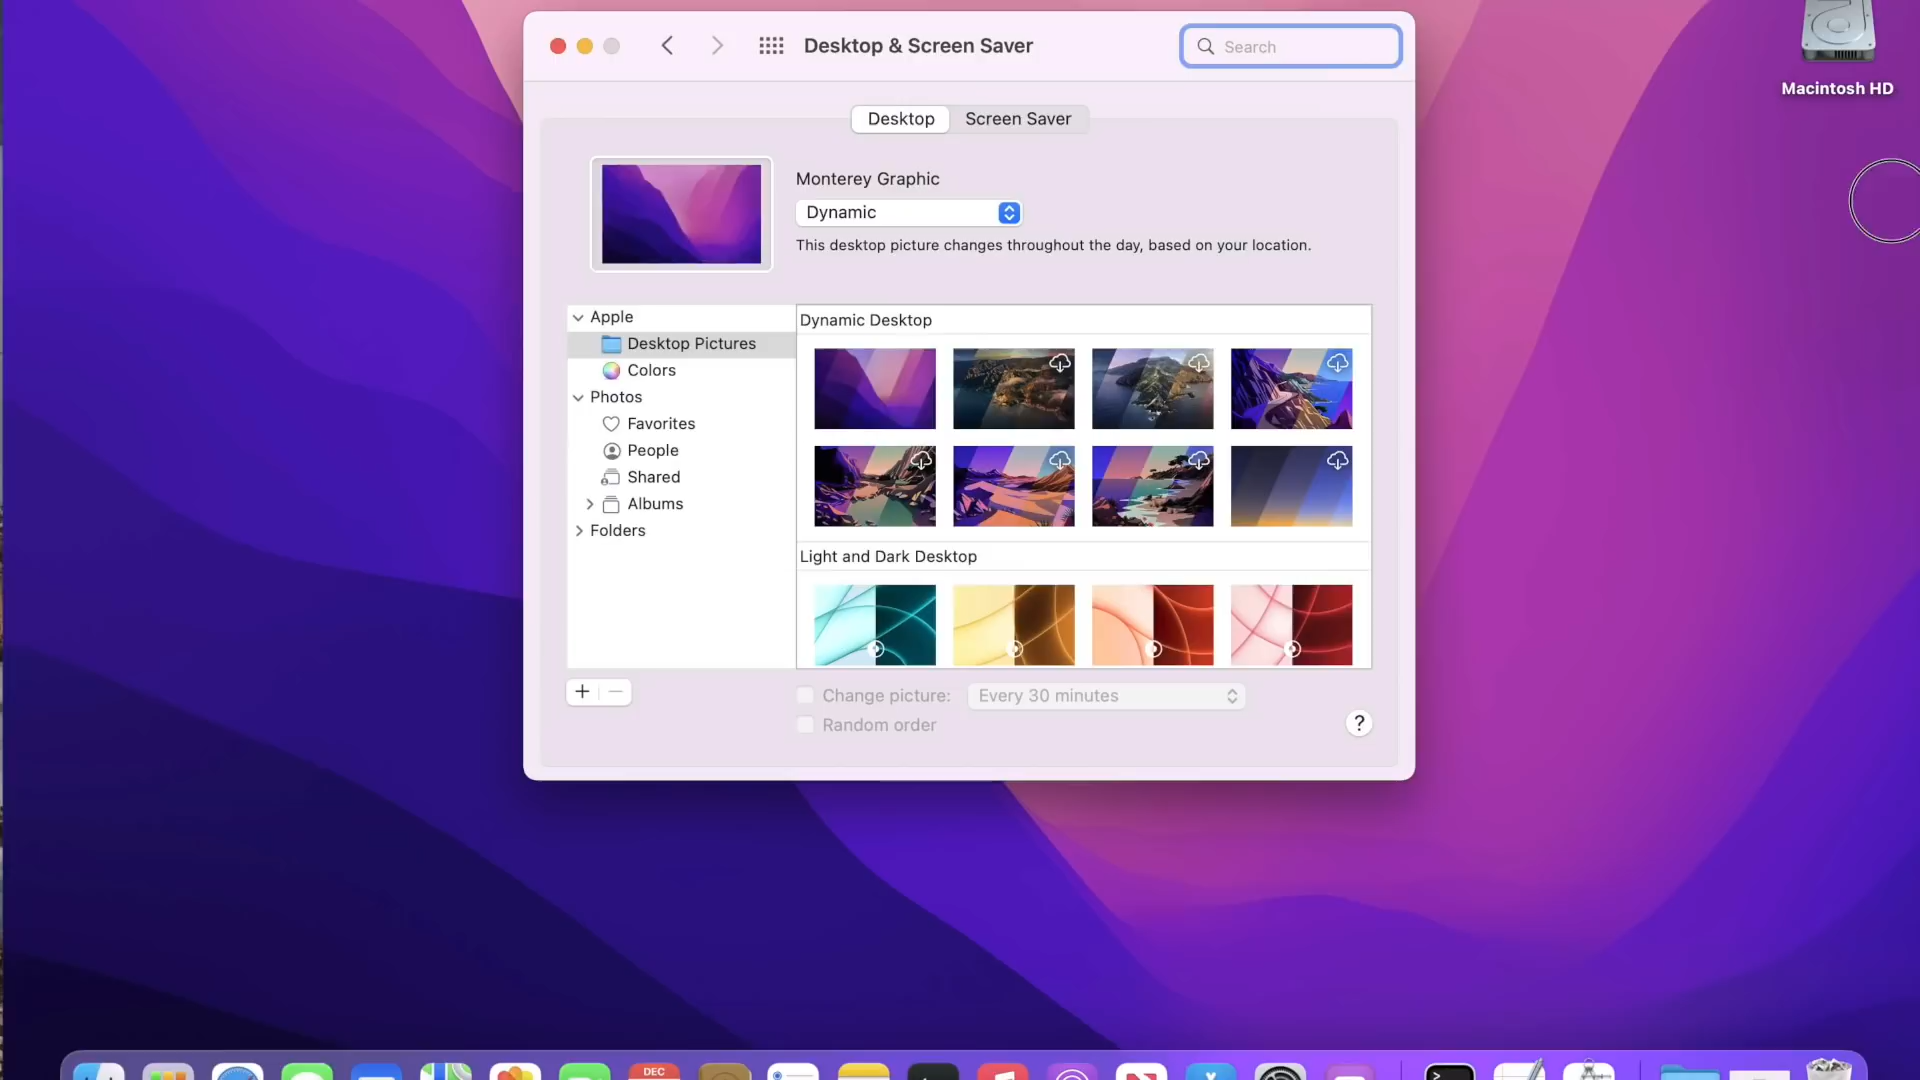 Desktop & Screen Saver
Search
Macintosh HD
Desktop
Screen Saver
Monterey Graphic
Dynamic
This desktop picture changes throughout the day, based on your location.
Apple
Desktop Pictures
Colors
Photos
Favorites
People
Shared
Albums
Folders
Dynamic Desktop
Light and Dark Desktop
+
−
Change picture:
Every 30 minutes
Random order
?
DEC